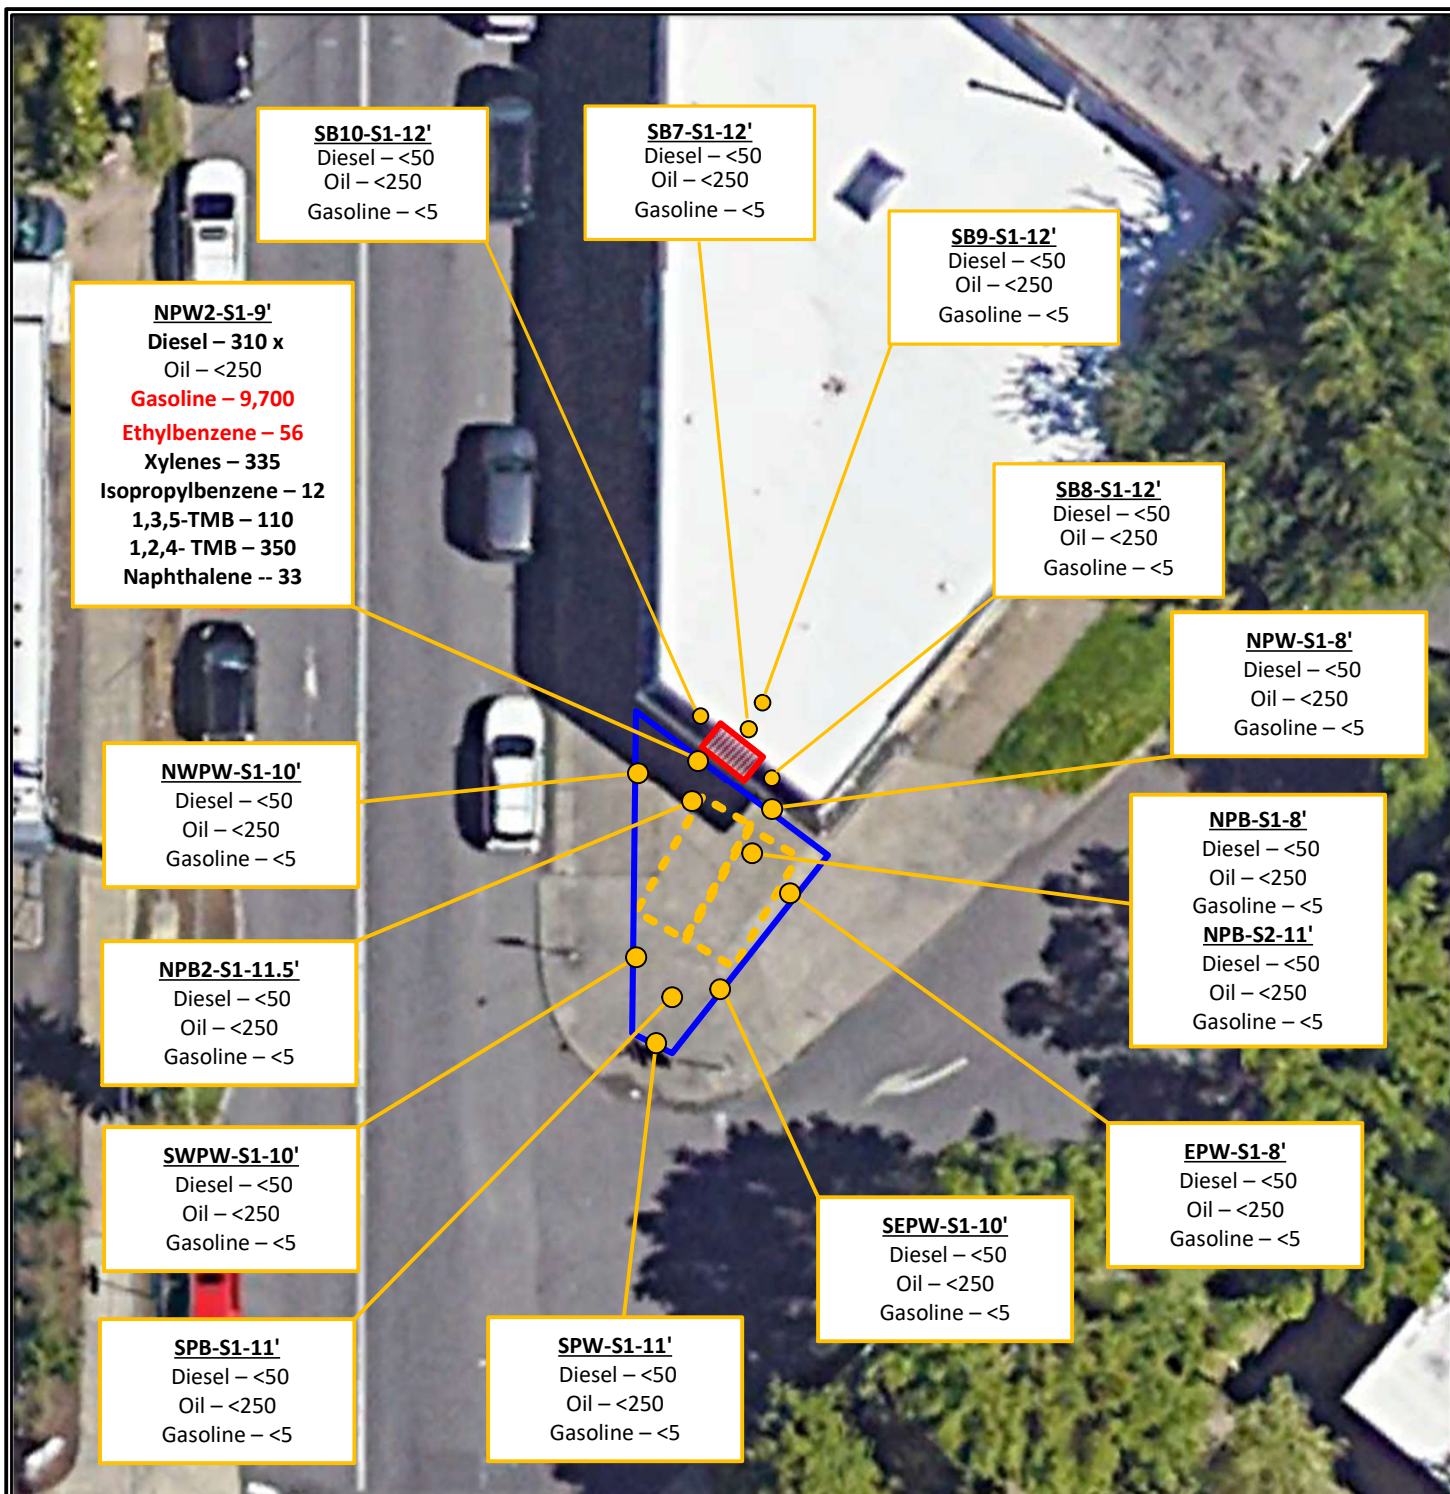 SB10-S1-12'
Diesel – <50
Oil – <250
Gasoline – <5
SB7-S1-12'
Diesel – <50
Oil – <250
Gasoline – <5
SB9-S1-12'
Diesel – <50
Oil – <250
Gasoline – <5
NPW2-S1-9'
Diesel – 310 x
Oil – <250
Gasoline – 9,700
Ethylbenzene – 56
Xylenes – 335
Isopropylbenzene – 12
1,3,5-TMB – 110
1,2,4- TMB – 350
Naphthalene -- 33
SB8-S1-12'
Diesel – <50
Oil – <250
Gasoline – <5
NPW-S1-8'
Diesel – <50
Oil – <250
Gasoline – <5
NWPW-S1-10'
Diesel – <50
Oil – <250
Gasoline – <5
NPB-S1-8'
Diesel – <50
Oil – <250
Gasoline – <5
NPB-S2-11'
Diesel – <50
Oil – <250
Gasoline – <5
NPB2-S1-11.5'
Diesel – <50
Oil – <250
Gasoline – <5
SWPW-S1-10'
Diesel – <50
Oil – <250
Gasoline – <5
EPW-S1-8'
Diesel – <50
Oil – <250
Gasoline – <5
SEPW-S1-10'
Diesel – <50
Oil – <250
Gasoline – <5
SPB-S1-11'
Diesel – <50
Oil – <250
Gasoline – <5
SPW-S1-11'
Diesel – <50
Oil – <250
Gasoline – <5